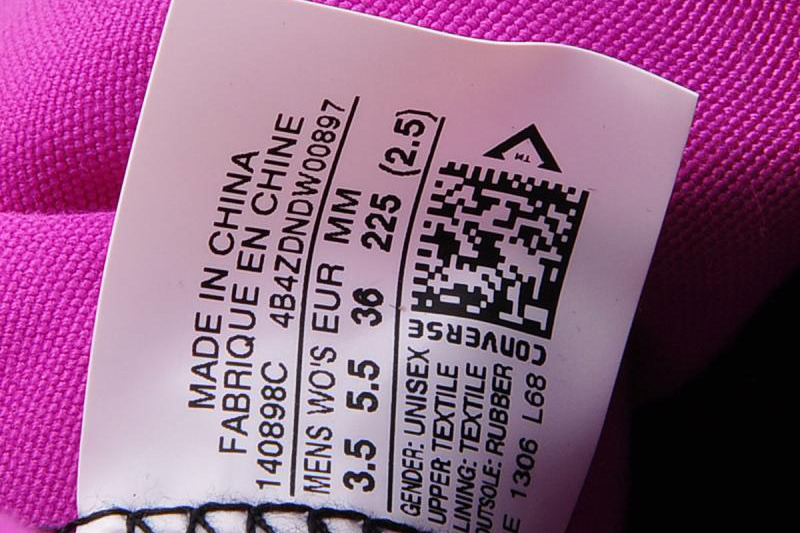 MADE IN CHINA
FABRIQUE EN CHINE
140898C 4B4ZDNDW00897
MENS WO'S EUR MM
3.5 5.5 36 225 (2.5)
GENDER: UNISEX
UPPER: TEXTILE
LINING: TEXTILE
OUTSOLE: RUBBER
E 1306 L68
CONVERSE
TM